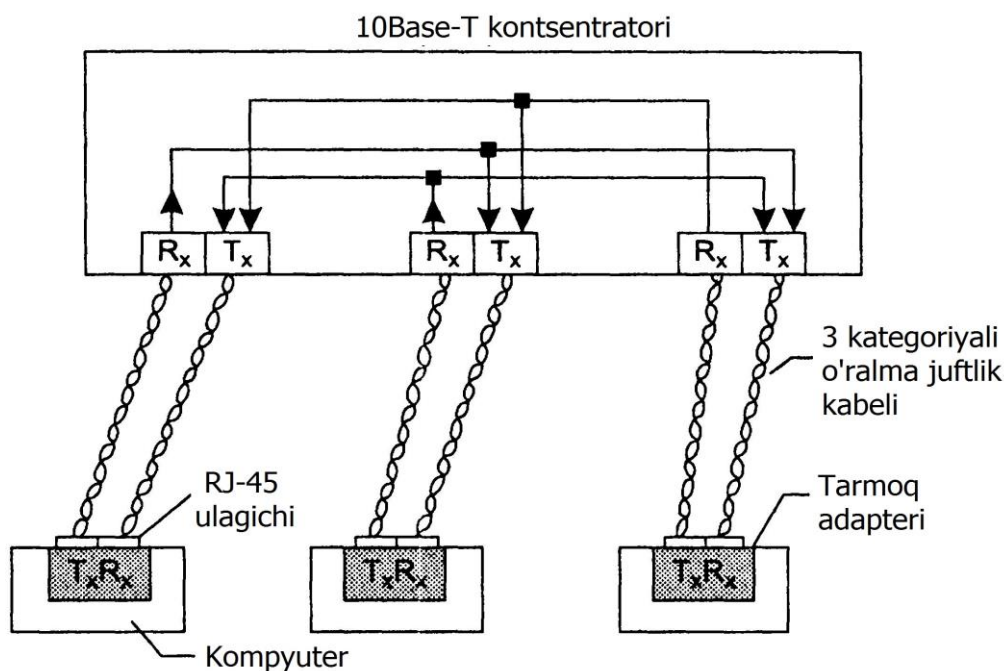 10Base-T kontsentratori
Rx Tx
Rx Tx
Rx Tx
3 kategoriyali
o'ralma juftlik
kabeli
RJ-45
ulagichi
Tarmoq
adapteri
TxRx
TxRx
TxRx
Kompyuter